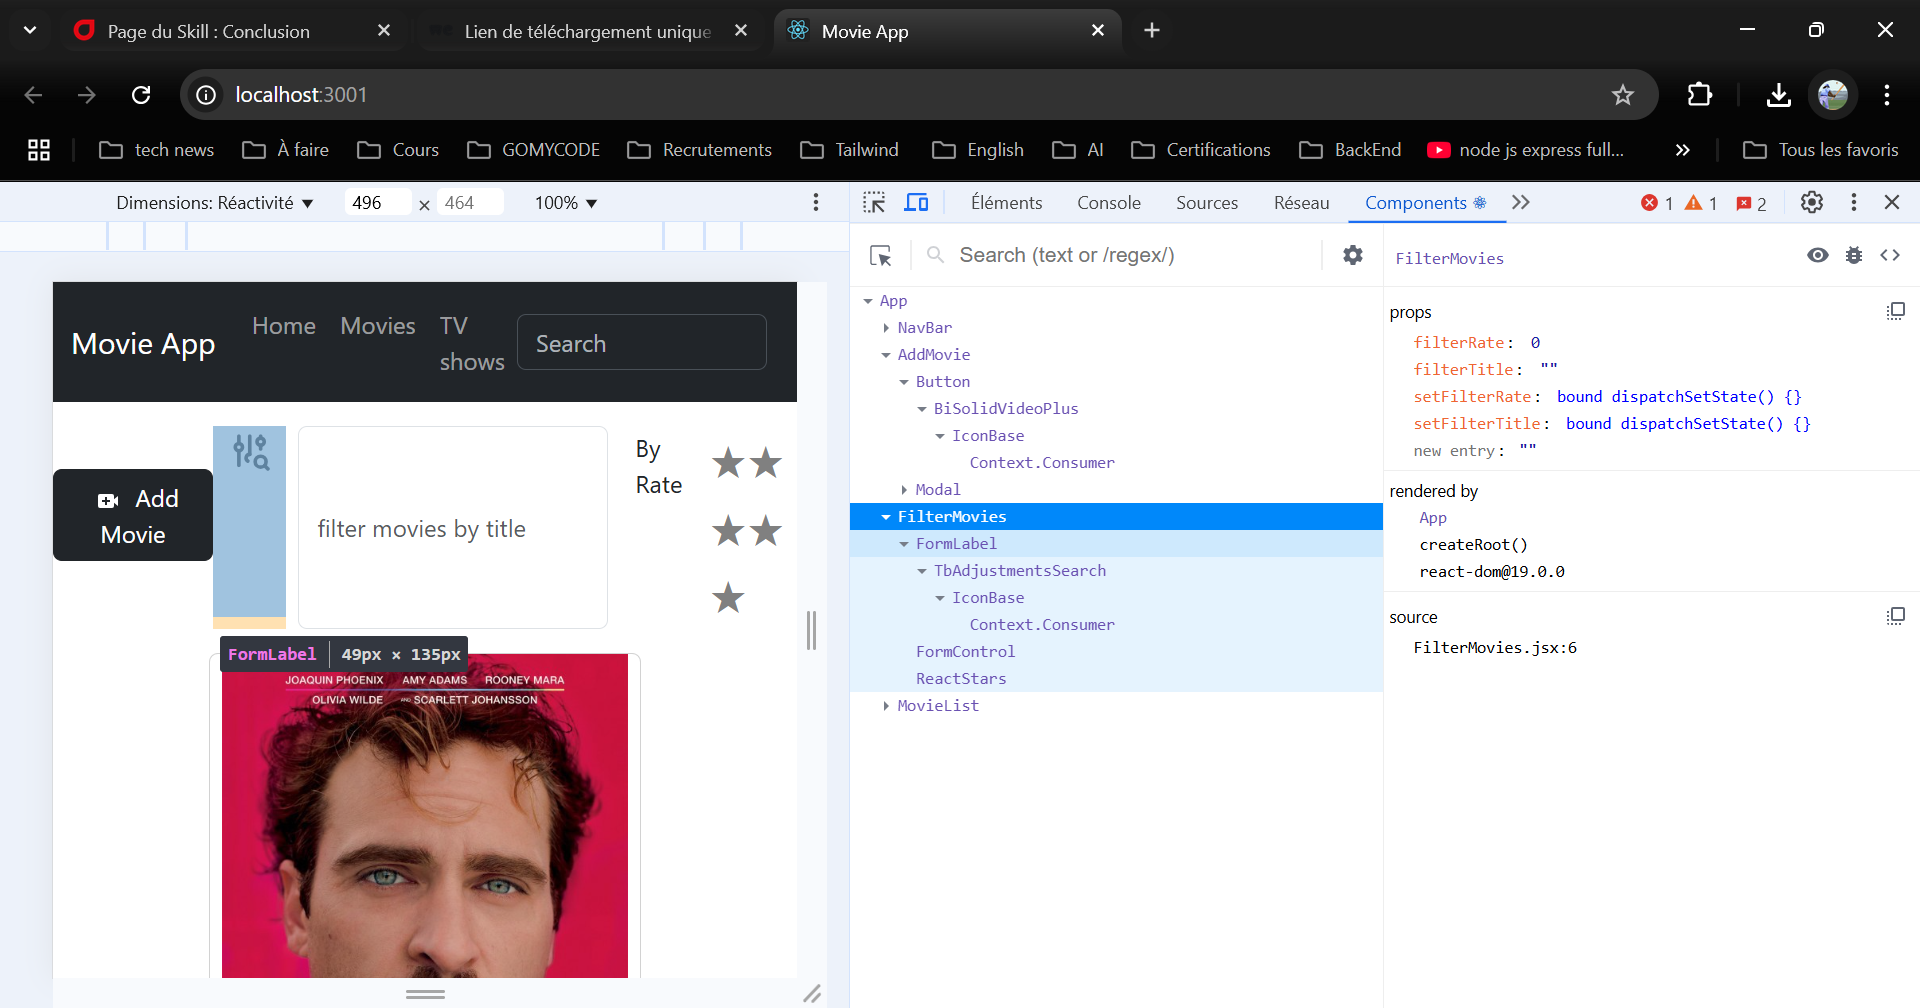 Page du Skill : Conclusion
Lien de téléchargement unique
Movie App
localhost:3001
tech news
À faire
Cours
GOMYCODE
Recrutements
Tailwind
English
AI
Certifications
BackEnd
node js express full...
Tous les favoris
Dimensions: Réactivité
496 × 464
100%
Éléments
Console
Sources
Réseau
Components
1
1
2
Movie App
Home
Movies
TV shows
Search
Add Movie
filter movies by title
By Rate
FormLabel 49px × 135px
JOAQUIN PHOENIX AMY ADAMS ROONEY MARA
OLIVIA WILDE AND SCARLETT JOHANSSON
Search (text or /regex/)
App
NavBar
AddMovie
Button
BiSolidVideoPlus
IconBase
Context.Consumer
Modal
FilterMovies
FormLabel
TbAdjustmentsSearch
IconBase
Context.Consumer
FormControl
ReactStars
MovieList
FilterMovies
props
filterRate: 0
filterTitle: ""
setFilterRate: bound dispatchSetState() {}
setFilterTitle: bound dispatchSetState() {}
new entry: ""
rendered by
App
createRoot()
react-dom@19.0.0
source
FilterMovies.jsx:6